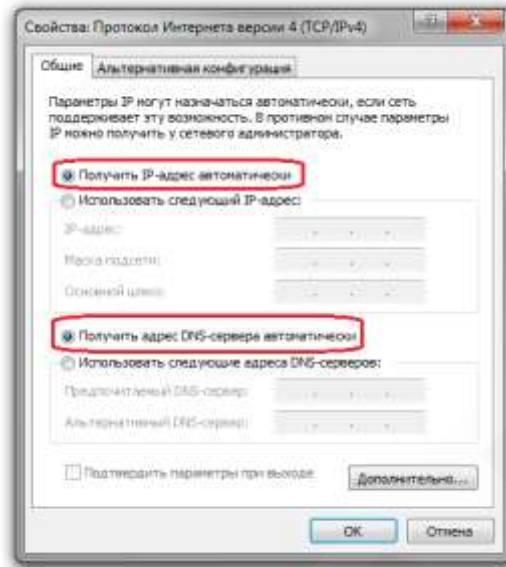 Свойства: Протокол Интернета версии 4 (TCP/IPv4)
Общие
Альтернативная конфигурация
Параметры IP могут назначаться автоматически, если сеть
поддерживает эту возможность. В противном случае параметры
IP можно получить у сетевого администратора.
Получить IP-адрес автоматически
Использовать следующий IP-адрес:
IP-адрес:
Маска подсети:
Основной шлюз:
Получить адрес DNS-сервера автоматически
Использовать следующие адреса DNS-серверов:
Предпочитаемый DNS-сервер:
Альтернативный DNS-сервер:
Подтвердить параметры при выходе
Дополнительно...
OK
Отмена